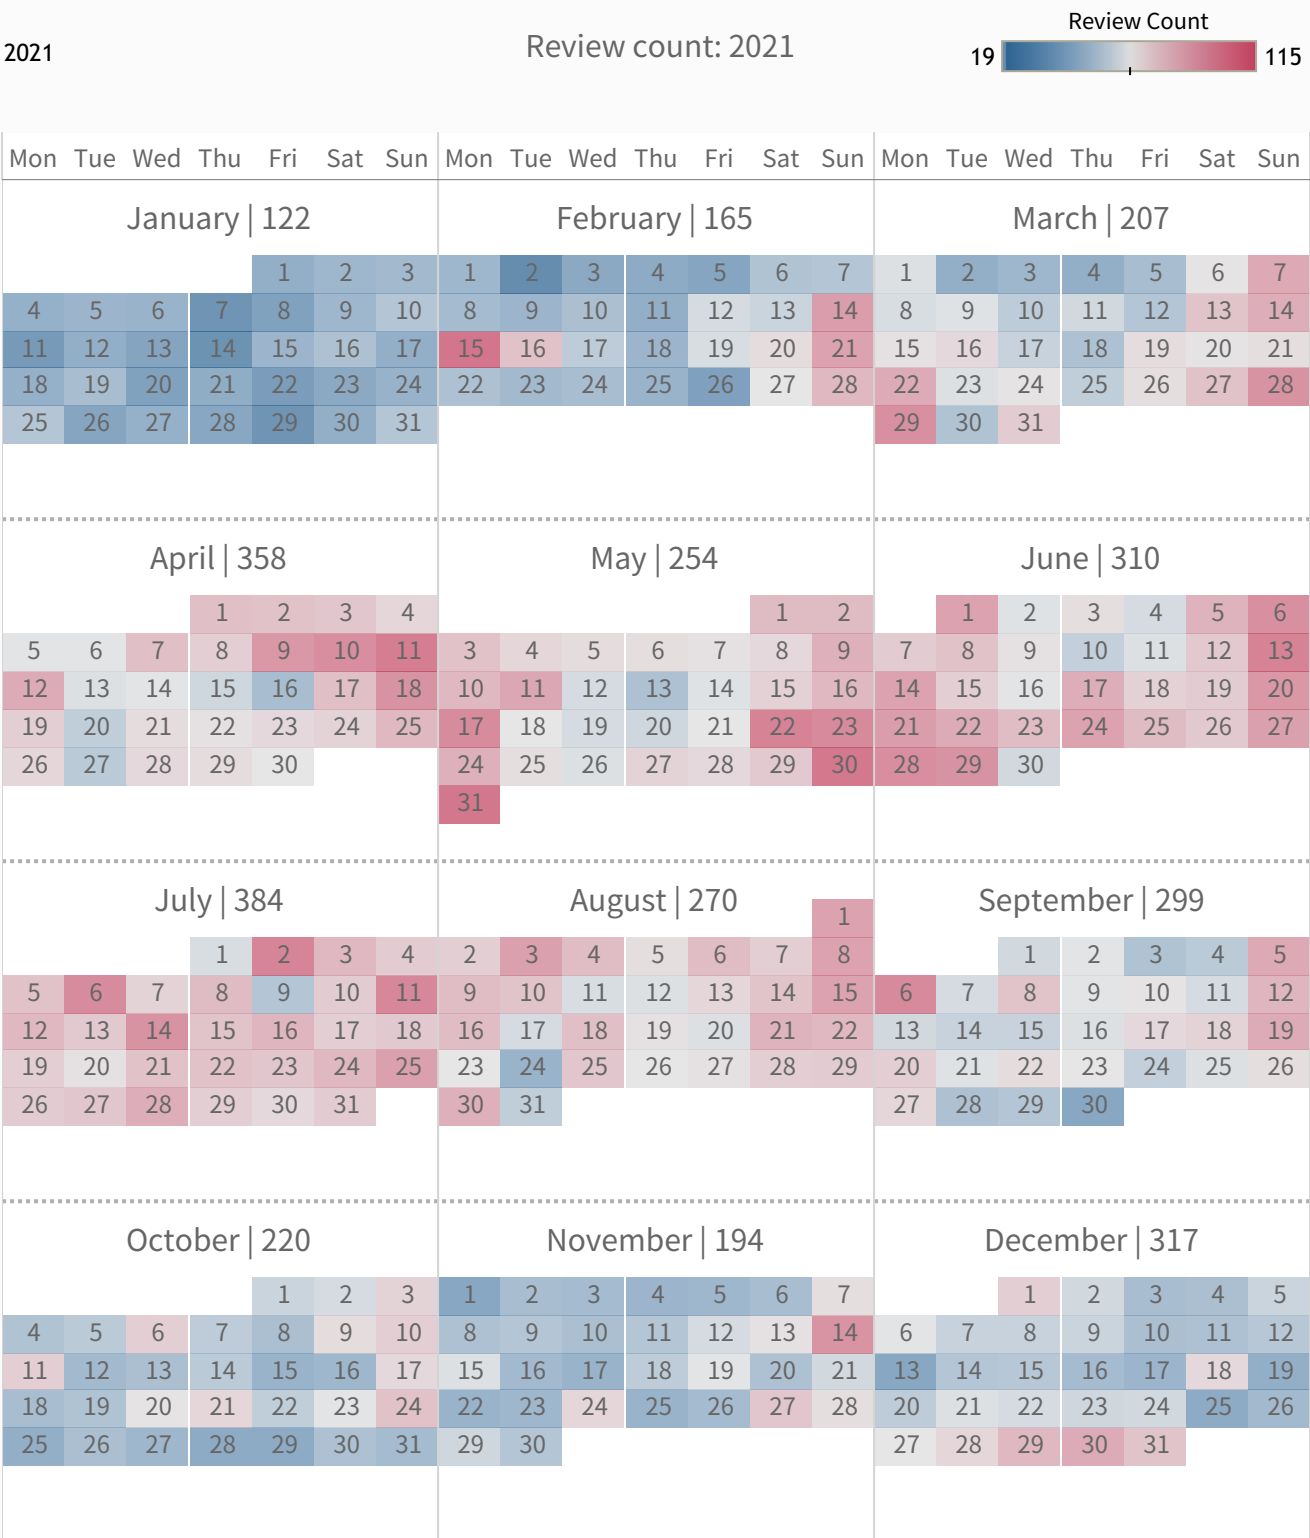 Review Count
2021 Review count: 2021 19 115
Mon Tue Wed Thu Fri Sat Sun Mon Tue Wed Thu Fri Sat Sun Mon Tue Wed Thu Fri Sat Sun
January | 122 February | 165 March | 207
1 2 3 1 2 3 4 5 6 7 1 2 3 4 5 6 7
4 5 6 7 8 9 10 8 9 10 11 12 13 14 8 9 10 11 12 13 14
11 12 13 14 15 16 17 15 16 17 18 19 20 21 15 16 17 18 19 20 21
18 19 20 21 22 23 24 22 23 24 25 26 27 28 22 23 24 25 26 27 28
25 26 27 28 29 30 31 29 30 31
April | 358 May | 254 June | 310
1 2 3 4 1 2 1 2 3 4 5 6
5 6 7 8 9 10 11 3 4 5 6 7 8 9 7 8 9 10 11 12 13
12 13 14 15 16 17 18 10 11 12 13 14 15 16 14 15 16 17 18 19 20
19 20 21 22 23 24 25 17 18 19 20 21 22 23 21 22 23 24 25 26 27
26 27 28 29 30 24 25 26 27 28 29 30 28 29 30
31
July | 384 August | 270 September | 299
1
1 2 3 4 2 3 4 5 6 7 8 1 2 3 4 5
5 6 7 8 9 10 11 9 10 11 12 13 14 15 6 7 8 9 10 11 12
12 13 14 15 16 17 18 16 17 18 19 20 21 22 13 14 15 16 17 18 19
19 20 21 22 23 24 25 23 24 25 26 27 28 29 20 21 22 23 24 25 26
26 27 28 29 30 31 30 31 27 28 29 30
October | 220 November | 194 December | 317
1 2 3 1 2 3 4 5 6 7 1 2 3 4 5
4 5 6 7 8 9 10 8 9 10 11 12 13 14 6 7 8 9 10 11 12
11 12 13 14 15 16 17 15 16 17 18 19 20 21 13 14 15 16 17 18 19
18 19 20 21 22 23 24 22 23 24 25 26 27 28 20 21 22 23 24 25 26
25 26 27 28 29 30 31 29 30 27 28 29 30 31